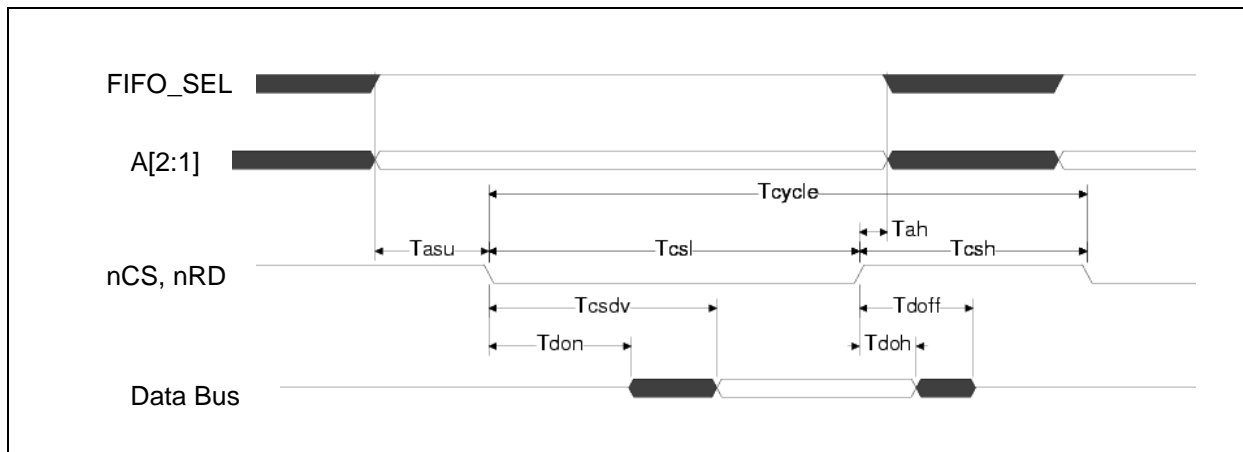 FIFO_SEL
A[2:1]
Tcycle
Tah
Tasu
Tcsl
Tcsh
nCS, nRD
Tcsdv
Tdoff
Tdon
Tdoh
Data Bus